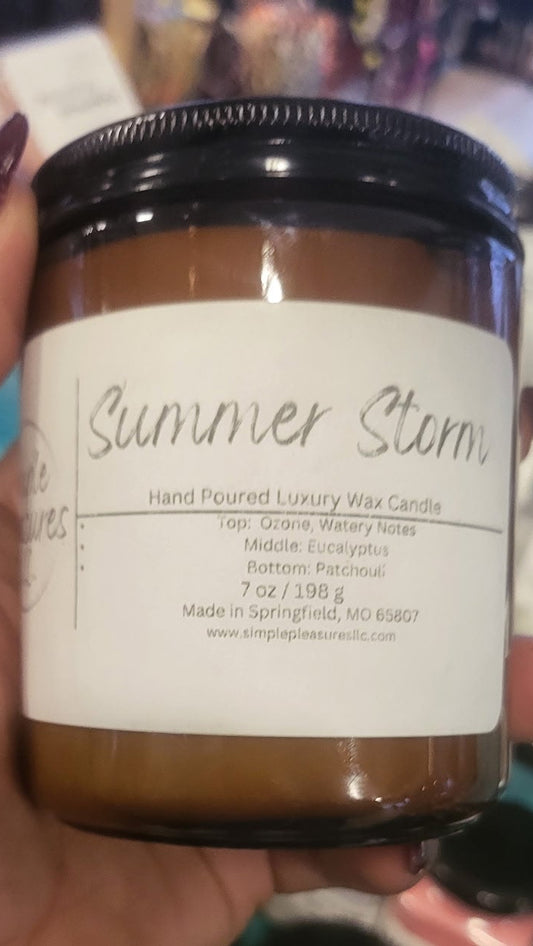 Summer Storm
Hand Poured Luxury Wax Candle
Top: Ozone, Watery Notes
Middle: Eucalyptus
Bottom: Patchouli
7 oz / 198 g
Made in Springfield, MO 65807
www.simplepleasuresllc.com